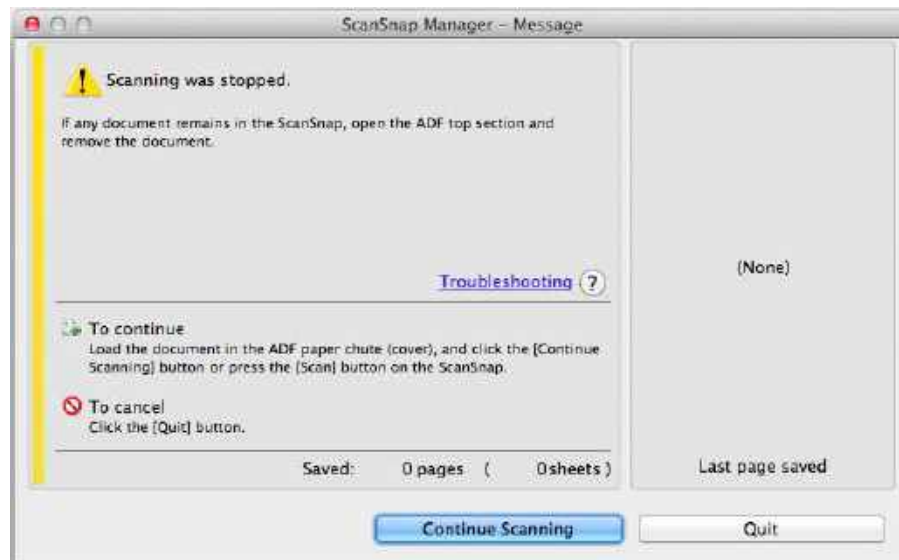 ScanSnap Manager – Message
Scanning was stopped.
If any document remains in the ScanSnap, open the ADF top section and
remove the document.
Troubleshooting ?
To continue
Load the document in the ADF paper chute (cover), and click the [Continue
Scanning] button or press the [Scan] button on the ScanSnap.
To cancel
Click the [Quit] button.
Saved: 0 pages ( 0sheets )
(None)
Last page saved
Continue Scanning
Quit